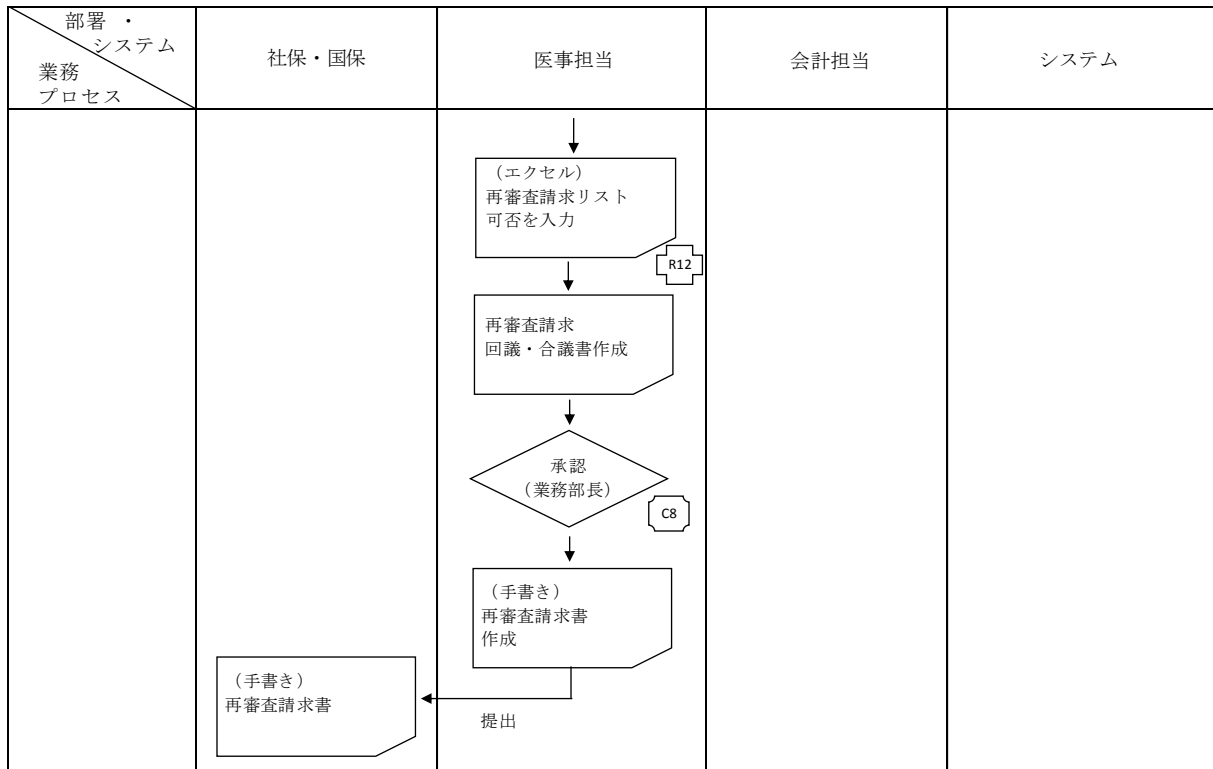 部署 ・
システム
業務
プロセス
社保・国保
医事担当
会計担当
システム
（エクセル）
再審査請求リスト
可否を入力
R12
再審査請求
回議・合議書作成
承認
（業務部長）
C8
（手書き）
再審査請求書
作成
（手書き）
再審査請求書
提出